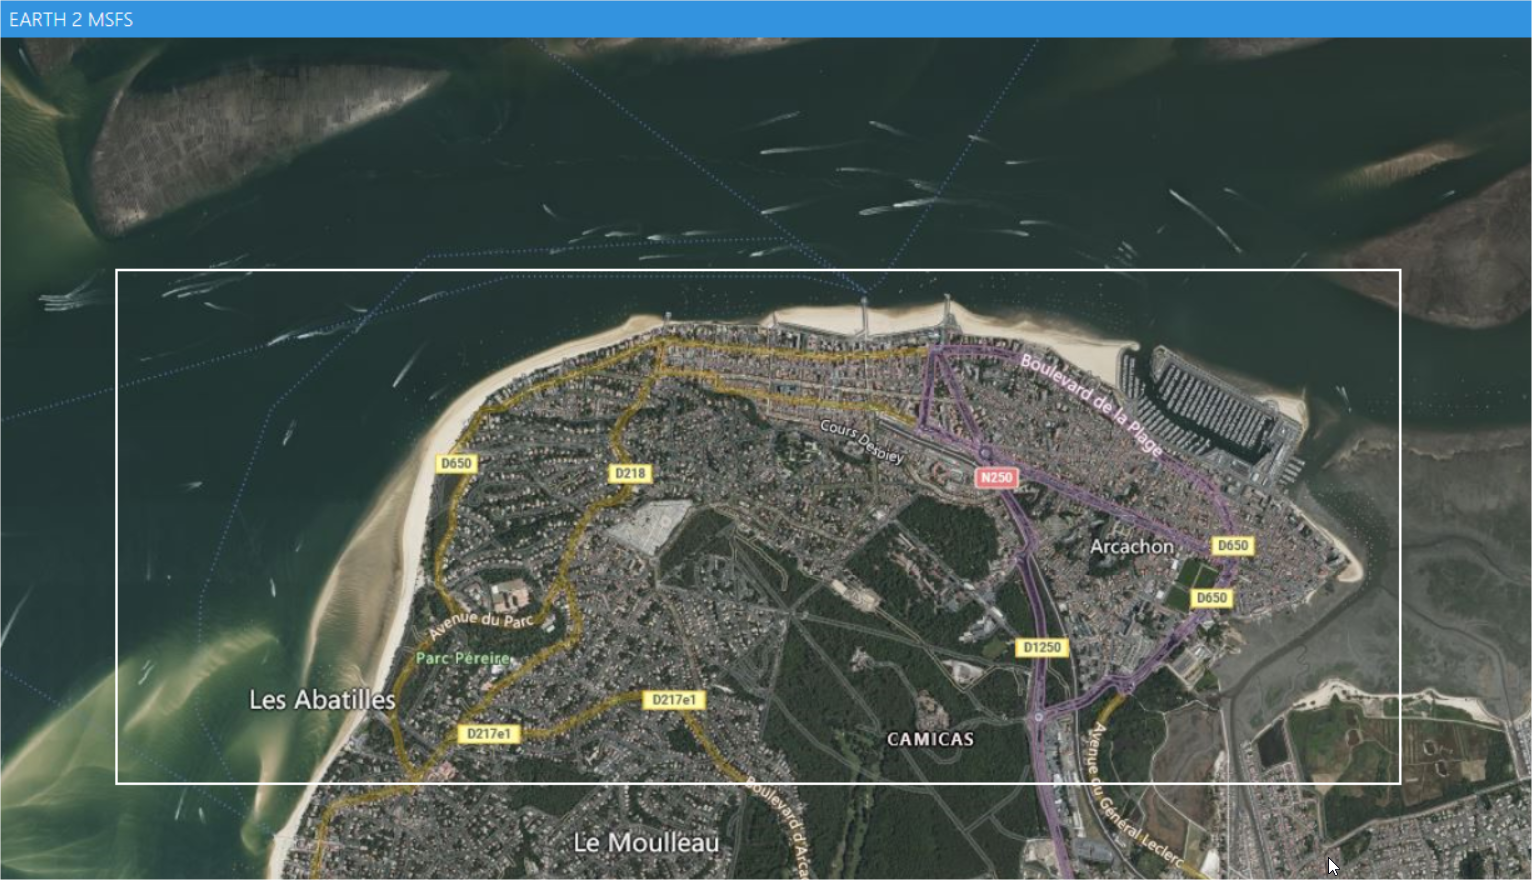 EARTH 2 MSFS
Boulevard de la Plage
Cours Desbiey
D650
D218
N250
Arcachon
D650
D650
Avenue du Parc
D1250
Parc Péreire
Les Abatilles
D217e1
D217e1
CAMICAS
Avenue du Général Leclerc
Boulevard d'Arca
Le Moulleau